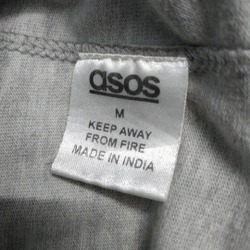 asos
M
KEEP AWAY
FROM FIRE
MADE IN INDIA